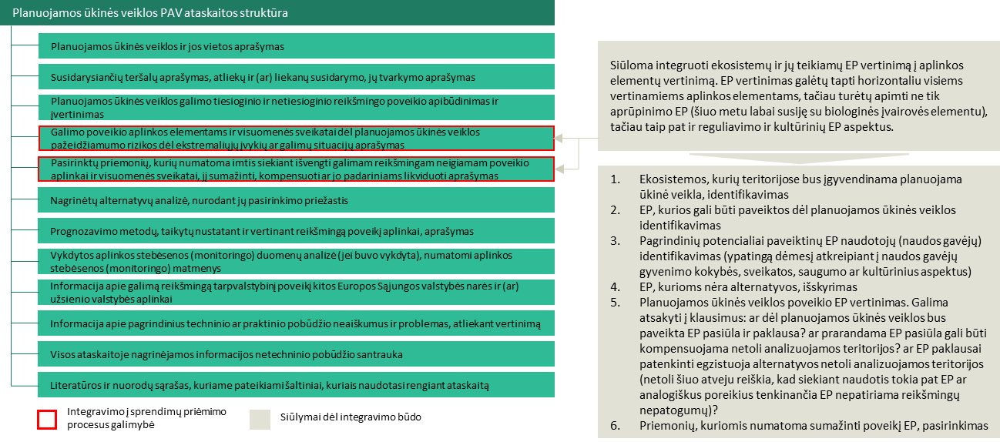 Planuojamos ūkinės veiklos PAV ataskaitos struktūra
Planuojamos ūkinės veiklos ir jos vietos aprašymas
Susidarysiančių teršalų aprašymas, atliekų ir (ar) liekanų susidarymo, jų tvarkymo aprašymas
Planuojamos ūkinės veiklos galimo tiesioginio ir netiesioginio reikšmingo poveikio apibūdinimas ir
įvertinimas
Galimo poveikio aplinkos elementams ir visuomenės sveikatai dėl planuojamos ūkinės veiklos
pažeidžiamumo rizikos dėl ekstremaliųjų įvykių ar galimų situacijų aprašymas
Pasirinktų priemonių, kurių numatoma imtis siekiant išvengti galimam reikšmingam neigiamam poveikio
aplinkai ir visuomenės sveikatai, jį sumažinti, kompensuoti ar jo padariniams likviduoti aprašymas
Nagrinėtų alternatyvų analizė, nurodant jų pasirinkimo priežastis
Prognozavimo metodų, taikytų nustatant ir vertinant reikšmingą poveikį aplinkai, aprašymas
Vykdytos aplinkos stebėsenos (monitoringo) duomenų analizė (jei buvo vykdyta), numatomi aplinkos
stebėsenos (monitoringo) matmenys
Informacija apie galimą reikšmingą tarpvalstybinį poveikį kitos Europos Sąjungos valstybės narės ir (ar)
užsienio valstybės aplinkai
Informacija apie pagrindinius techninio ar praktinio pobūdžio neaiškumus ir problemas, atliekant vertinimą
Visos ataskaitoje nagrinėjamos informacijos netechninio pobūdžio santrauka
Literatūros ir nuorodų sąrašas, kuriame pateikiami šaltiniai, kuriais naudotasi rengiant ataskaitą
Integravimo į sprendimų priėmimo
procesus galimybė
Siūlymai dėl integravimo būdo
Siūloma integruoti ekosistemų ir jų teikiamų EP vertinimą į aplinkos
elementų vertinimą. EP vertinimas galėtų tapti horizontaliu visiems
vertinamiems aplinkos elementams, tačiau turėtų apimti ne tik
aprūpinimo EP (šiuo metu labai susiję su biologinės įvairovės elementu),
tačiau taip pat ir reguliavimo ir kultūrinių EP aspektus.
1. Ekosistemos, kurių teritorijose bus įgyvendinama planuojama
ūkinė veikla, identifikavimas
2. EP, kurios gali būti paveiktos dėl planuojamos ūkinės veiklos
identifikavimas
3. Pagrindinių potencialiai paveiktinų EP naudotojų (naudos gavėjų)
identifikavimas (ypatingą dėmesį atkreipiant į naudos gavėjų
gyvenimo kokybės, sveikatos, saugumo ar kultūrinius aspektus)
4. EP, kurioms nėra alternatyvos, išskyrimas
5. Planuojamos ūkinės veiklos poveikio EP vertinimas. Galima
atsakyti į klausimus: ar dėl planuojamos ūkinės veiklos bus
paveikta EP pasiūla ir paklausa? ar prarandama EP pasiūla gali būti
kompensuojama netoli analizuojamos teritorijos? ar EP paklausai
patenkinti egzistuoja alternatyvos netoli analizuojamos teritorijos
(netoli šiuo atveju reiškia, kad siekiant naudotis tokia pat EP ar
analogiškus poreikius tenkinančia EP nepatiriama reikšmingų
nepatogumų)?
6. Priemonių, kuriomis numatoma sumažinti poveikį EP, pasirinkimas